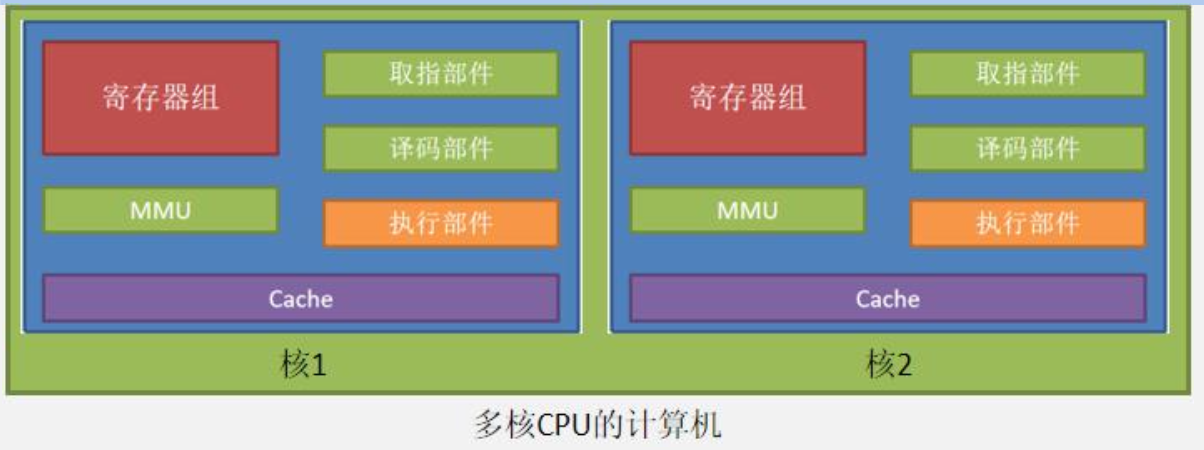 寄存器组
取指部件
译码部件
MMU
执行部件
Cache
核1
寄存器组
取指部件
译码部件
MMU
执行部件
Cache
核2
多核CPU的计算机